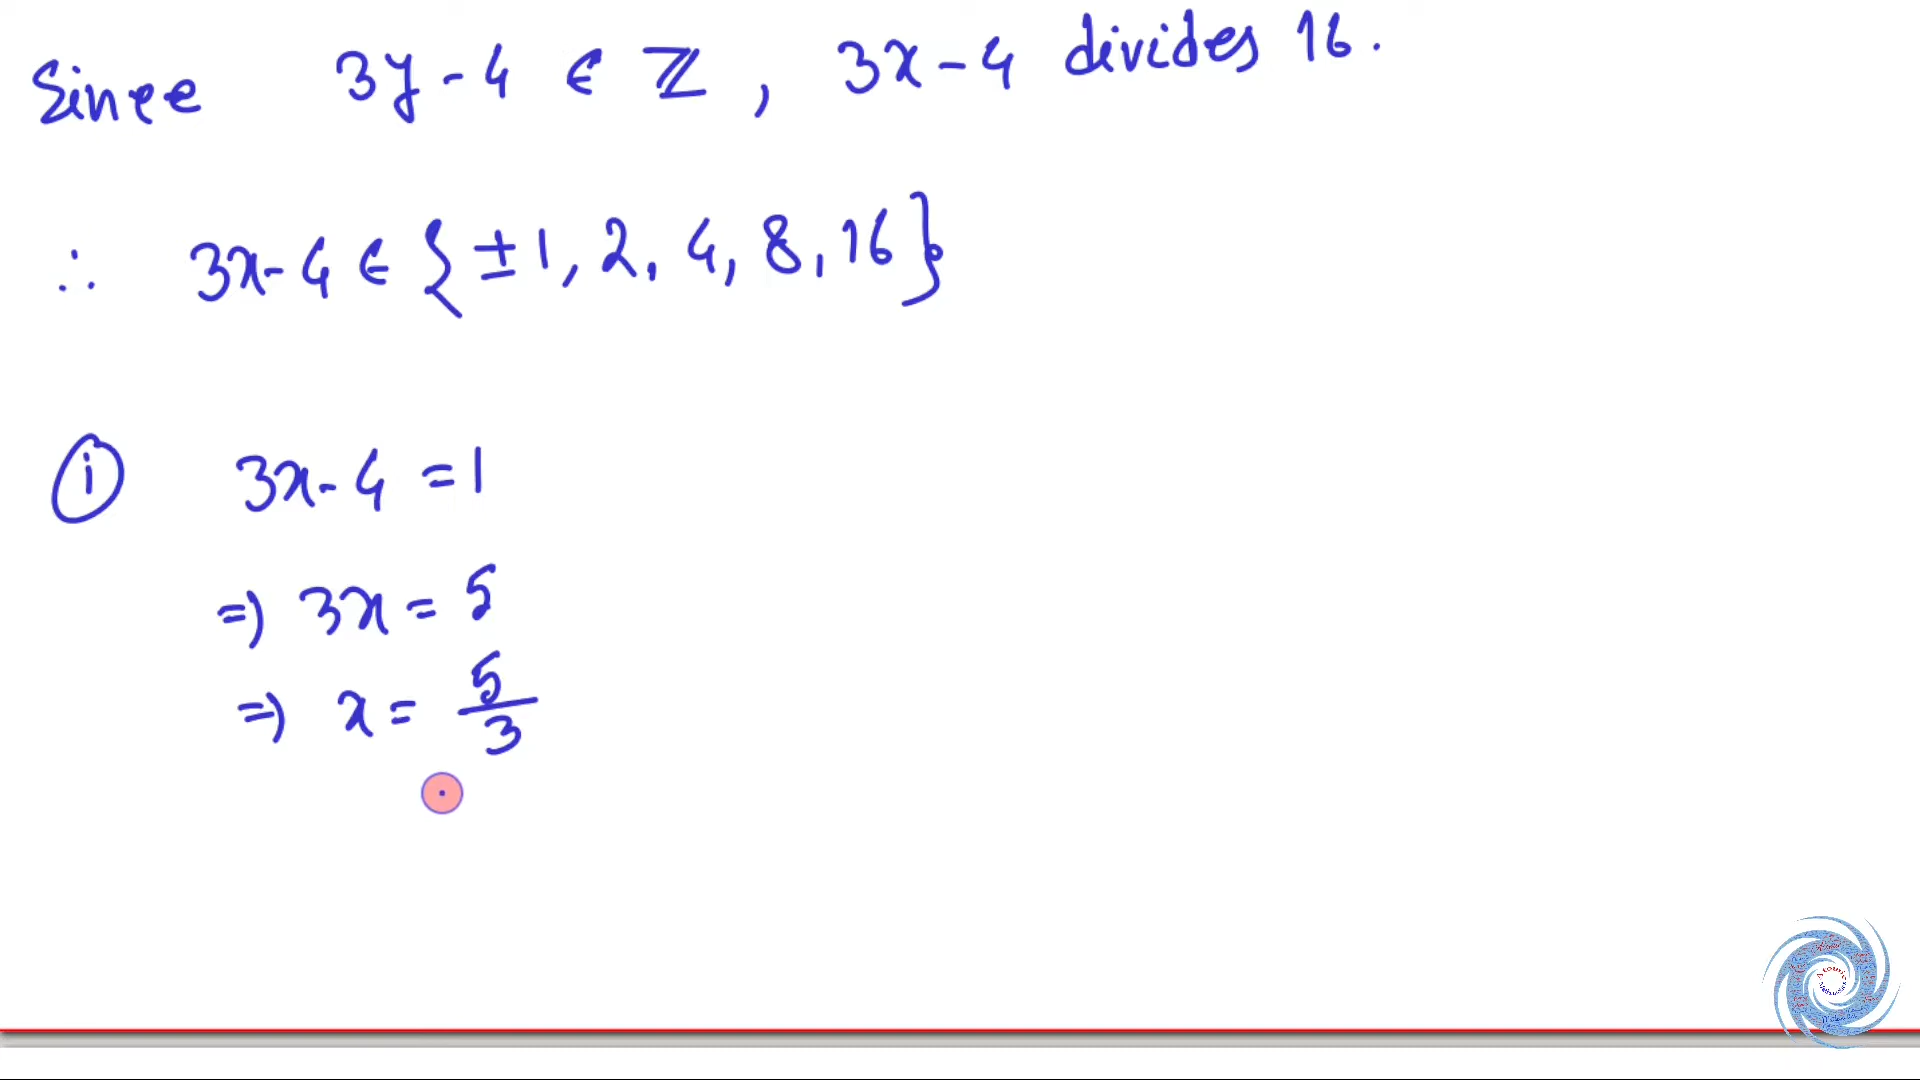 Since 3y - 4 ∈ ℤ, 3x - 4 divides 16.
∴ 3x - 4 ∈ {± 1, 2, 4, 8, 16}
(i) 3x - 4 = 1
⇒ 3x = 5
⇒ x = 5/3